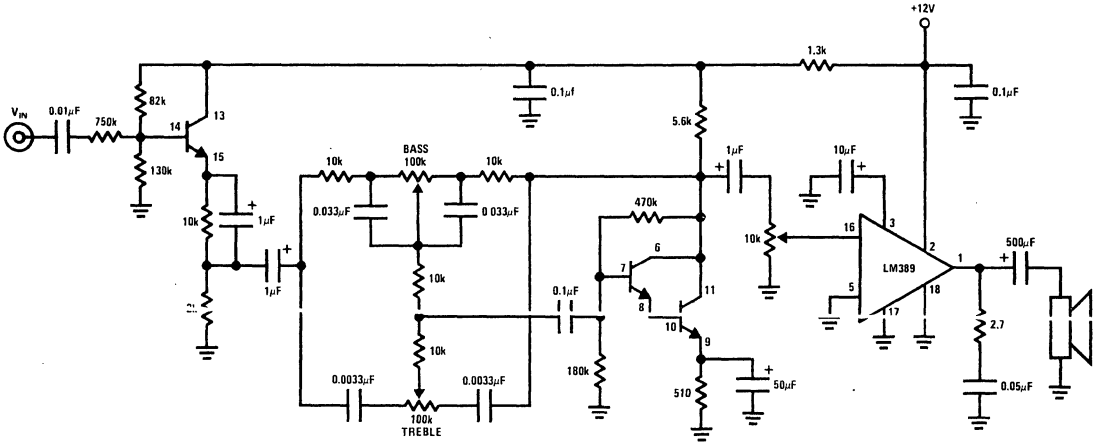 +12V
1.3k
0.1µf
0.1µF
82k
13
VIN
0.01µF
750k
14
15
130k
5.6k
BASS
10k
100k
10k
1µF
+
10µF
+
0.033µF
0 033µF
10k
1µF
+
470k
10k
16
3
2
LM389
1
500µF
+
5
18
17
6
7
8
11
10
9
1µF
+
10k
0.1µF
10k
180k
510
50µF
+
2.7
0.05µF
0.0033µF
0.0033µF
100k
TREBLE